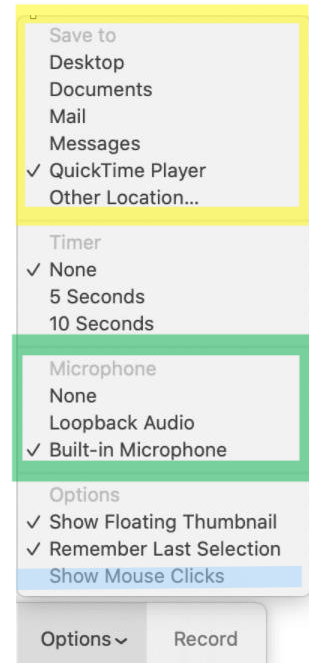 Save to
Desktop
Documents
Mail
Messages
✓ QuickTime Player
Other Location...
Timer
✓ None
5 Seconds
10 Seconds
Microphone
None
Loopback Audio
✓ Built-in Microphone
Options
✓ Show Floating Thumbnail
✓ Remember Last Selection
Show Mouse Clicks
Options Record